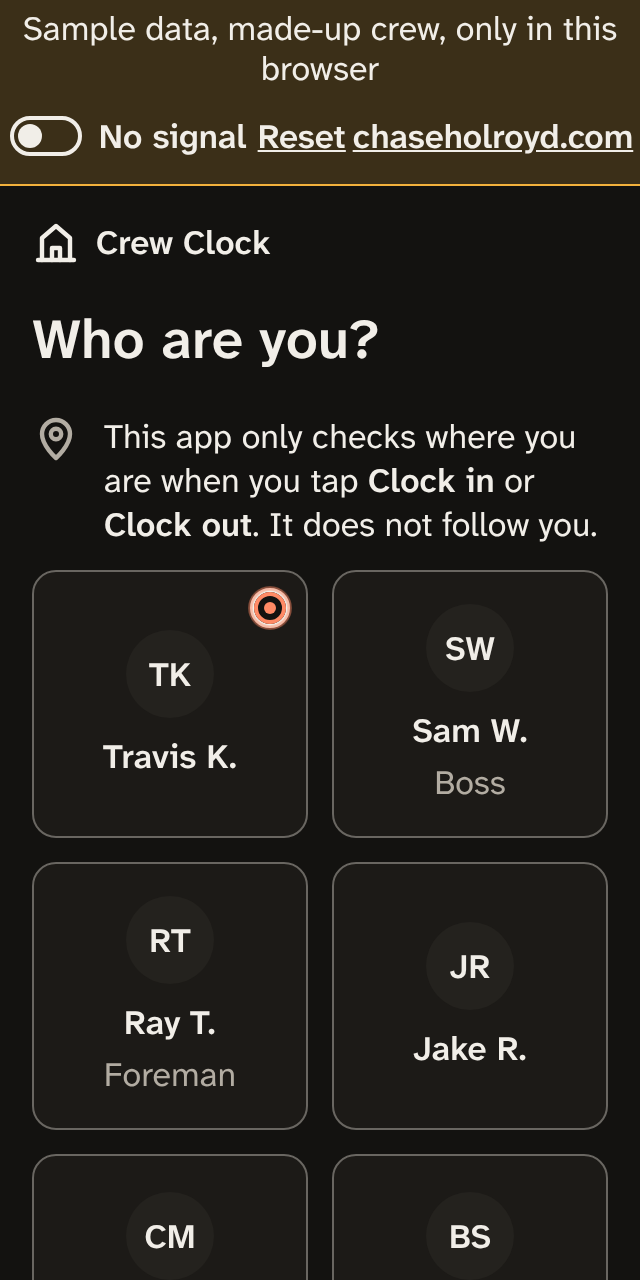 Sample data, made-up crew, only in this
browser
No signal Reset chaseholroyd.com
Crew Clock
Who are you?
This app only checks where you
are when you tap Clock in or
Clock out. It does not follow you.
TK
Travis K.
SW
Sam W.
Boss
RT
Ray T.
Foreman
JR
Jake R.
CM
BS